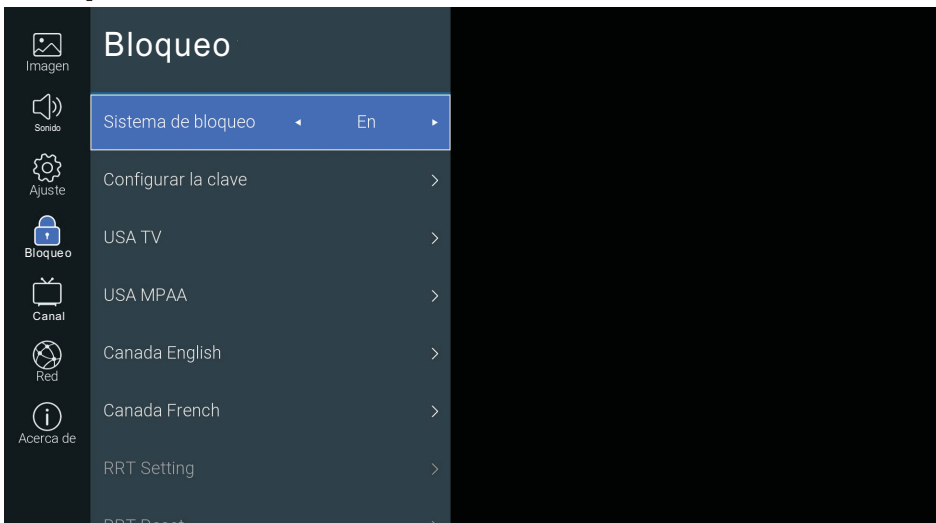 Imagen
Sonido
Ajuste
Bloqueo
Canal
Red
Acerca de
Bloqueo
Sistema de bloqueo En
Configurar la clave
USA TV
USA MPAA
Canada English
Canada French
RRT Setting